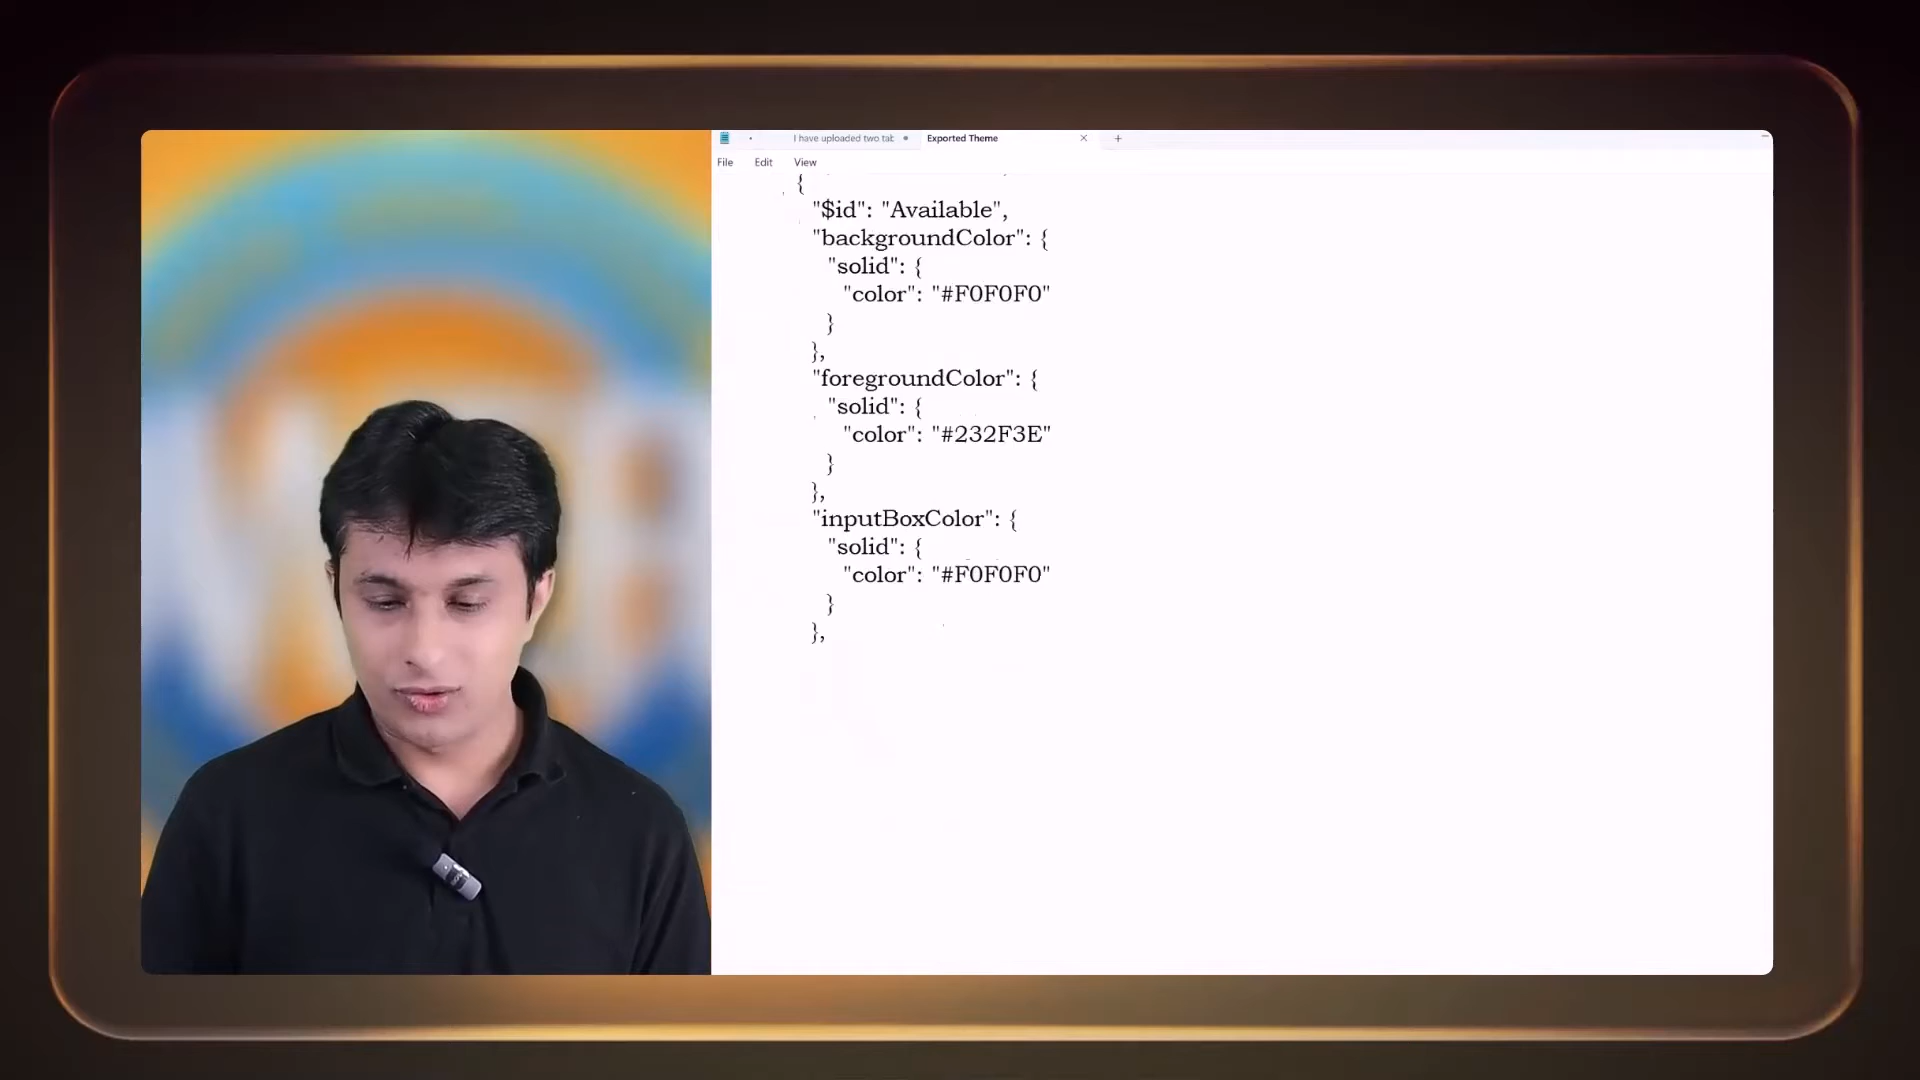 I have uploaded two tab
Exported Theme
File Edit View
{
"$id": "Available",
"backgroundColor": {
"solid": {
"color": "#F0F0F0"
}
},
"foregroundColor": {
"solid": {
"color": "#232F3E"
}
},
"inputBoxColor": {
"solid": {
"color": "#F0F0F0"
}
},